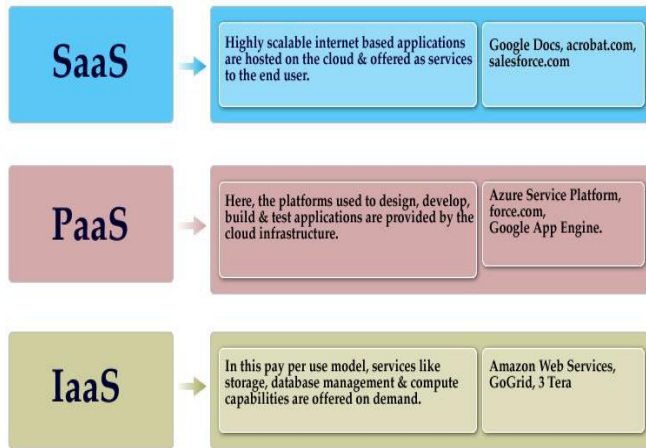 SaaS
Highly scalable internet based applications
are hosted on the cloud & offered as services
to the end user.
Google Docs, acrobat.com,
salesforce.com
PaaS
Here, the platforms used to design, develop,
build & test applications are provided by the
cloud infrastructure.
Azure Service Platform,
force.com,
Google App Engine.
IaaS
In this pay per use model, services like
storage, database management & compute
capabilities are offered on demand.
Amazon Web Services,
GoGrid, 3 Tera